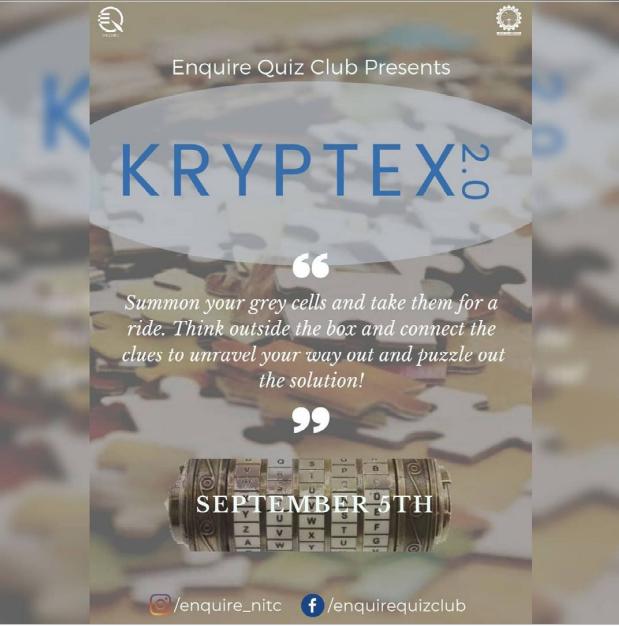 Enquire Quiz Club Presents
KRYPTEX 2.0
“
Summon your grey cells and take them for a
ride. Think outside the box and connect the
clues to unravel your way out and puzzle out
the solution!
”
SEPTEMBER 5TH
/enquire_nitc /enquirequizclub